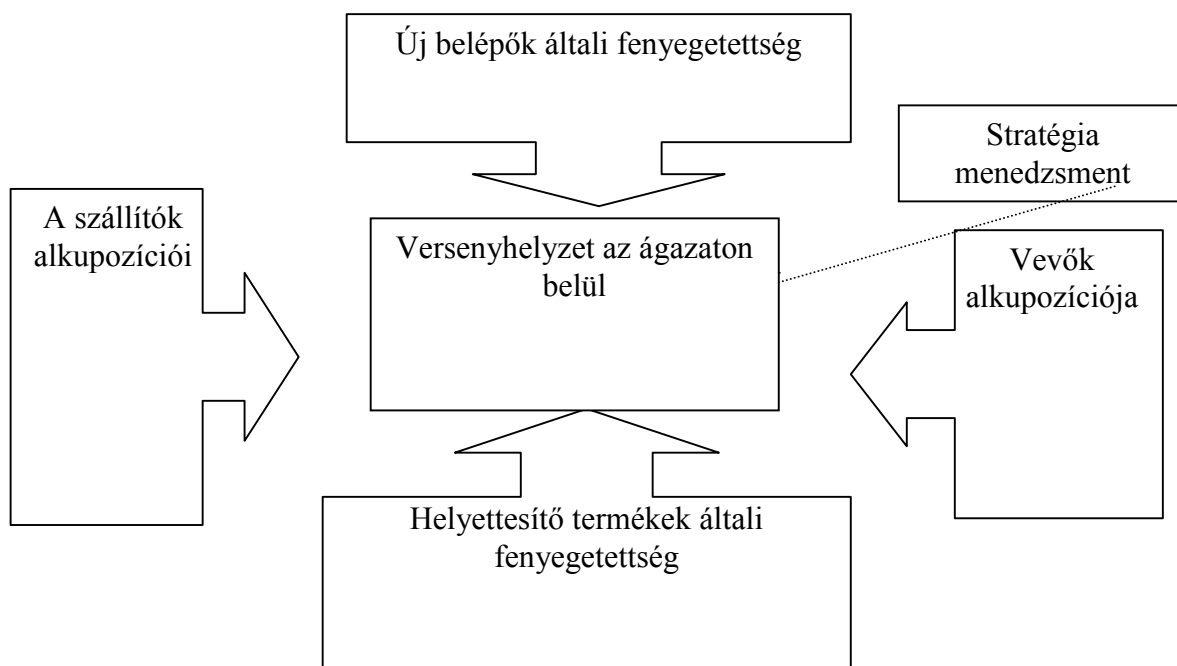 Új belépők általi fenyegetettség
Stratégia
menedzsment
A szállítók
alkupozíciói
Versenyhelyzet az ágazaton
belül
Vevők
alkupozíciója
Helyettesítő termékek általi
fenyegetettség